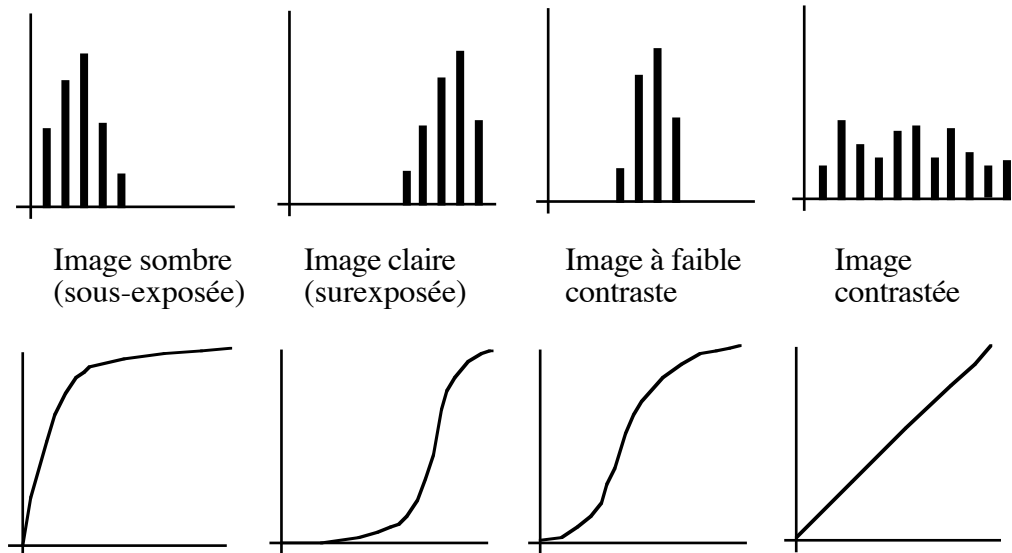 Image sombre
(sous-exposée)
Image claire
(surexposée)
Image à faible
contraste
Image
contrastée